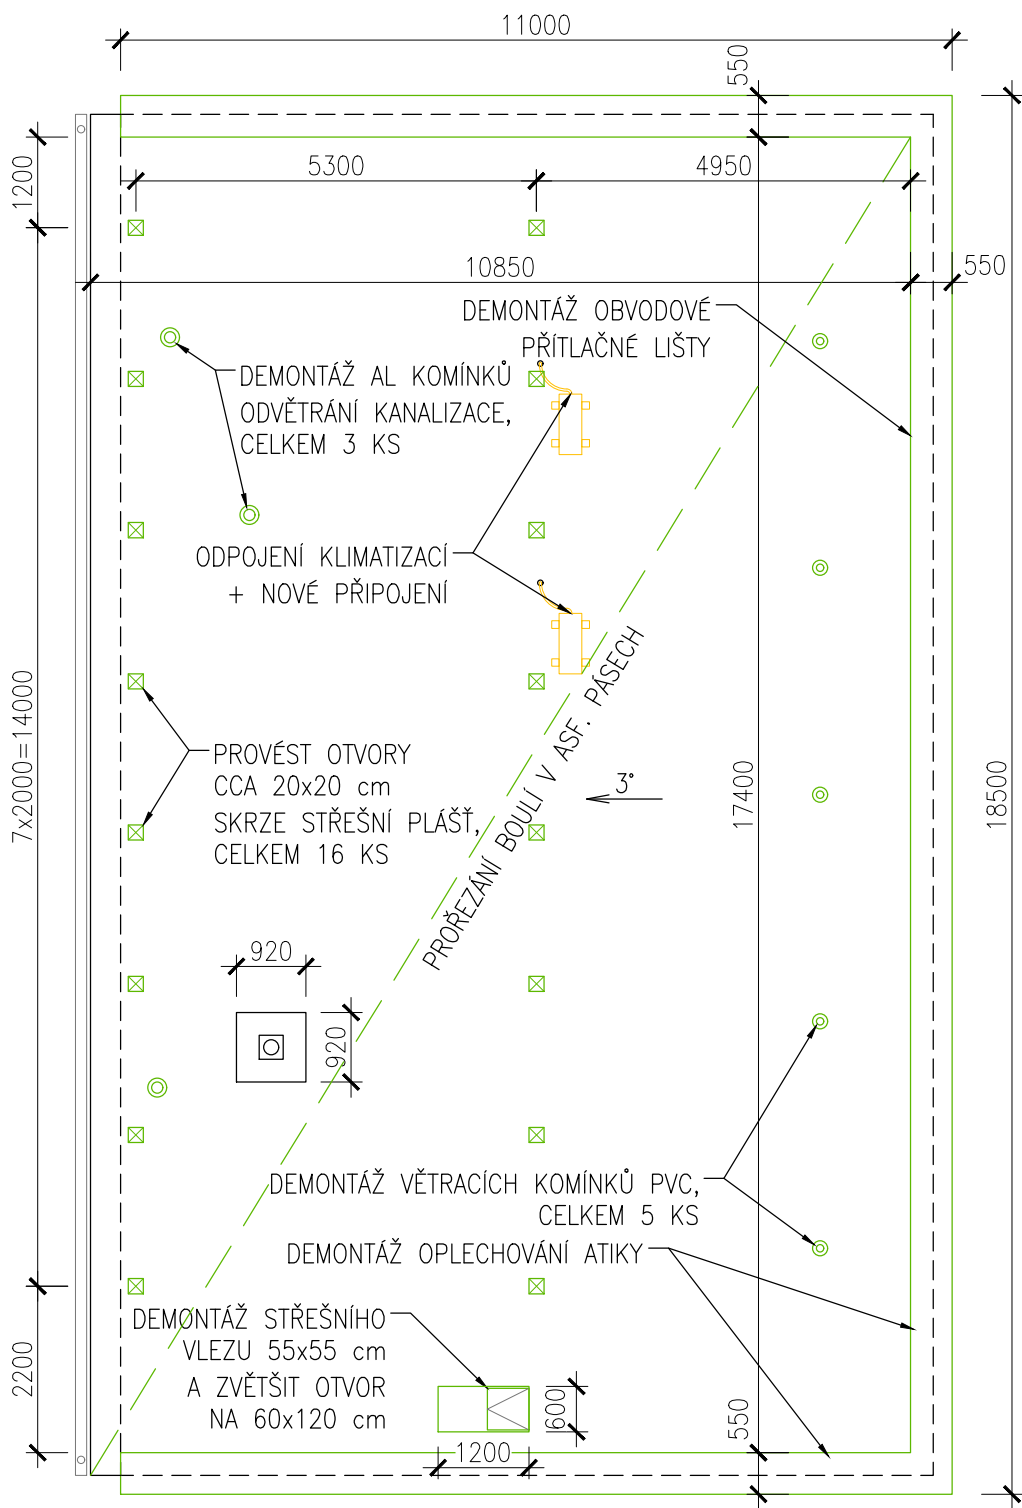 11000
550
1200
5300
4950
10850
550
DEMONTÁŽ OBVODOVÉ
PŘÍTLAČNÉ LIŠTY
DEMONTÁŽ AL KOMÍNKŮ
ODVĚTRÁNÍ KANALIZACE,
CELKEM 3 KS
ODPOJENÍ KLIMATIZACÍ
+ NOVÉ PŘIPOJENÍ
7x2000=14000
PROVÉST OTVORY
CCA 20x20 cm
SKRZE STŘEŠNÍ PLÁŠŤ,
CELKEM 16 KS
PROŘEZÁNÍ BOULÍ V ASF. PÁSECH
3°
17400
18500
920
920
DEMONTÁŽ VĚTRACÍCH KOMÍNKŮ PVC,
CELKEM 5 KS
DEMONTÁŽ OPLECHOVÁNÍ ATIKY
DEMONTÁŽ STŘEŠNÍHO
VLEZU 55x55 cm
A ZVĚTŠIT OTVOR
NA 60x120 cm
2200
600
1200
550